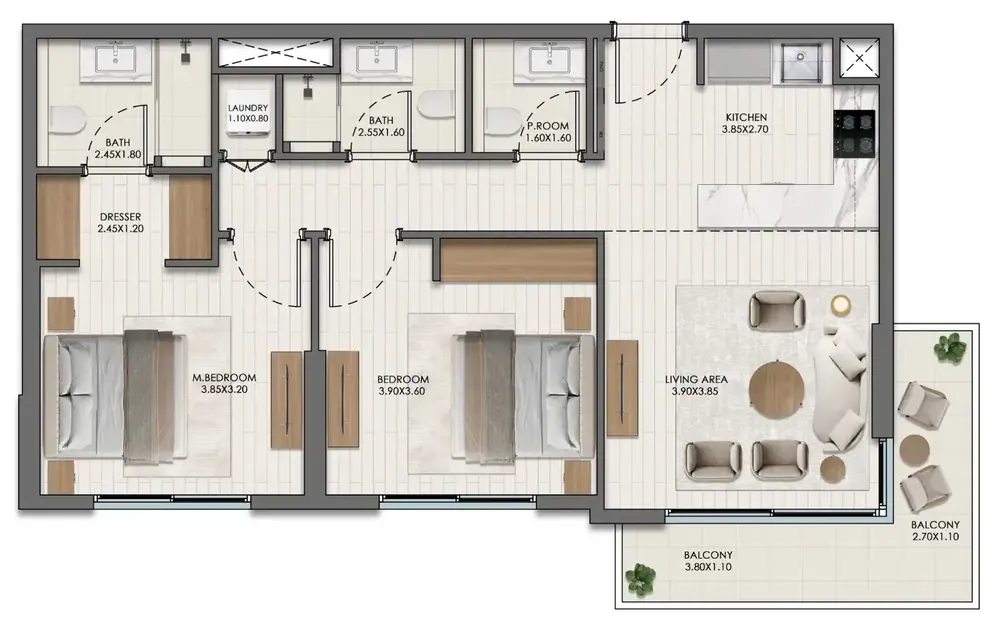 BATH
2.45X1.80
LAUNDRY
1.10X0.80
BATH
2.55X1.60
P.ROOM
1.60X1.60
KITCHEN
3.85X2.70
DRESSER
2.45X1.20
M.BEDROOM
3.85X3.20
BEDROOM
3.90X3.60
LIVING AREA
3.90X3.85
BALCONY
2.70X1.10
BALCONY
3.80X1.10